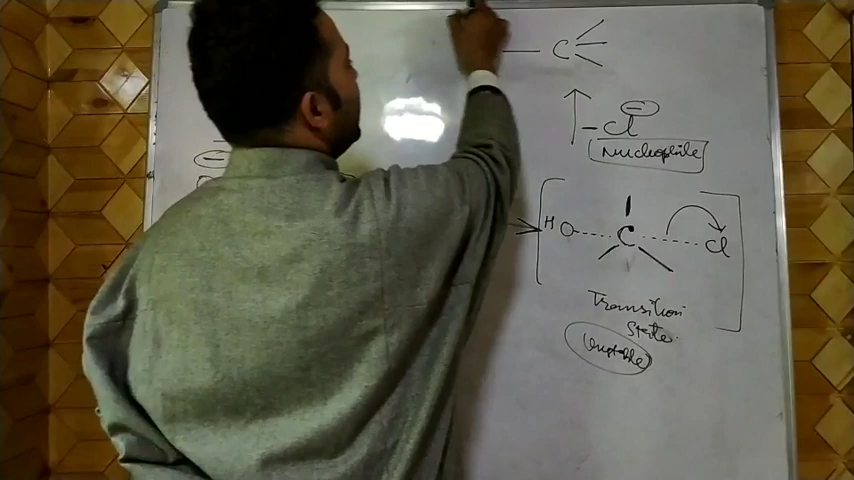 — C
- Cl ⊖
Nucleophile
HO C Cl
Transition
State.
Unstable